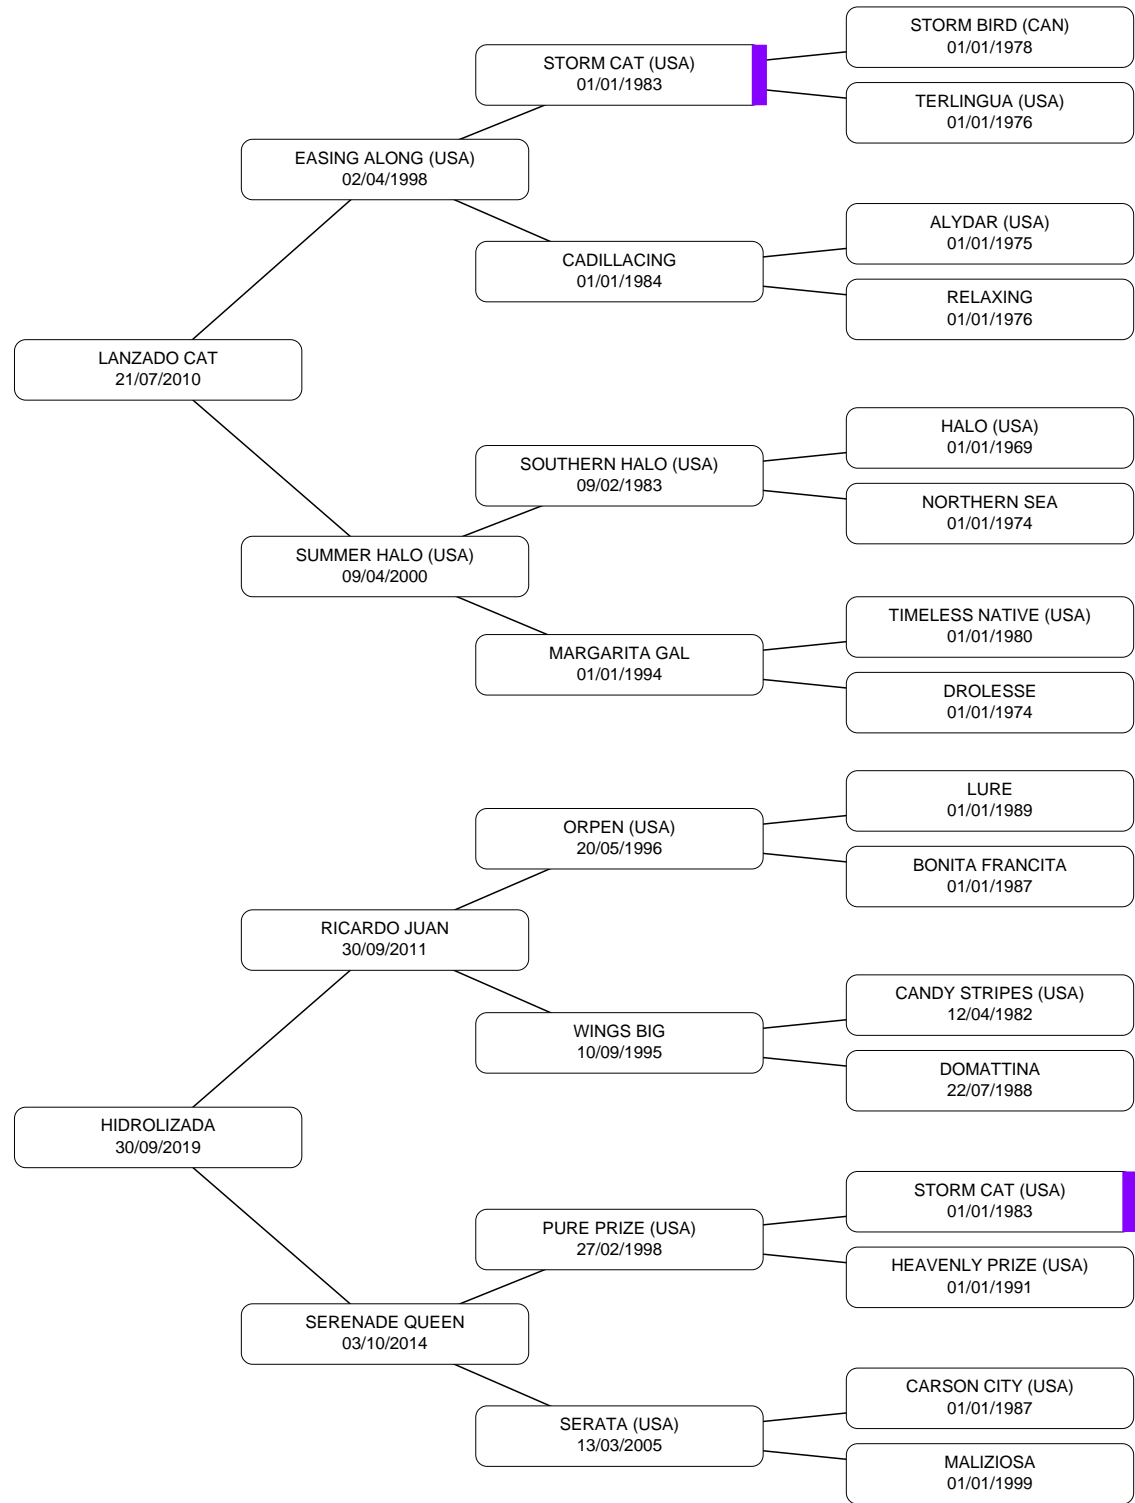 STORM BIRD (CAN)
01/01/1978
STORM CAT (USA)
01/01/1983
TERLINGUA (USA)
01/01/1976
EASING ALONG (USA)
02/04/1998
ALYDAR (USA)
01/01/1975
CADILLACING
01/01/1984
RELAXING
01/01/1976
LANZADO CAT
21/07/2010
HALO (USA)
01/01/1969
SOUTHERN HALO (USA)
09/02/1983
NORTHERN SEA
01/01/1974
SUMMER HALO (USA)
09/04/2000
TIMELESS NATIVE (USA)
01/01/1980
MARGARITA GAL
01/01/1994
DROLESSE
01/01/1974
LURE
01/01/1989
ORPEN (USA)
20/05/1996
BONITA FRANCITA
01/01/1987
RICARDO JUAN
30/09/2011
CANDY STRIPES (USA)
12/04/1982
WINGS BIG
10/09/1995
DOMATTINA
22/07/1988
HIDROLIZADA
30/09/2019
STORM CAT (USA)
01/01/1983
PURE PRIZE (USA)
27/02/1998
HEAVENLY PRIZE (USA)
01/01/1991
SERENADE QUEEN
03/10/2014
CARSON CITY (USA)
01/01/1987
SERATA (USA)
13/03/2005
MALIZIOSA
01/01/1999